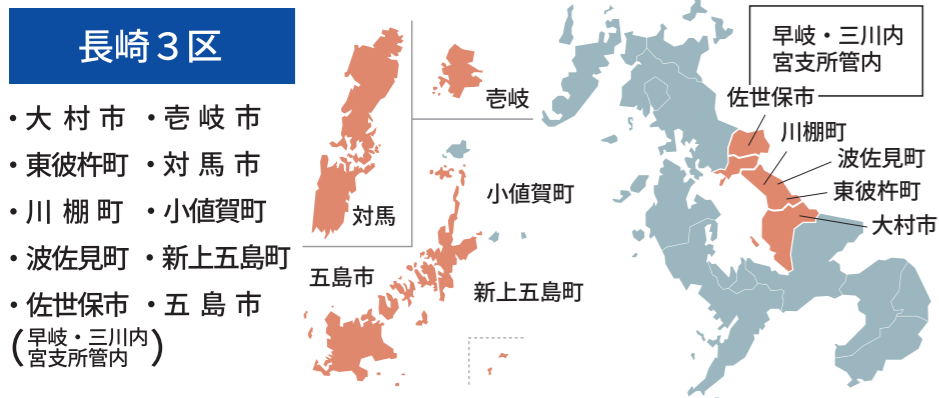 長崎３区
・大村市 ・壱岐市
・東彼杵町 ・対馬市
・川棚町 ・小値賀町
・波佐見町 ・新上五島町
・佐世保市 ・五島市
(早岐・三川内
宮支所管内)
対馬
壱岐
小値賀町
五島市
新上五島町
早岐・三川内
宮支所管内
佐世保市
川棚町
波佐見町
東彼杵町
大村市